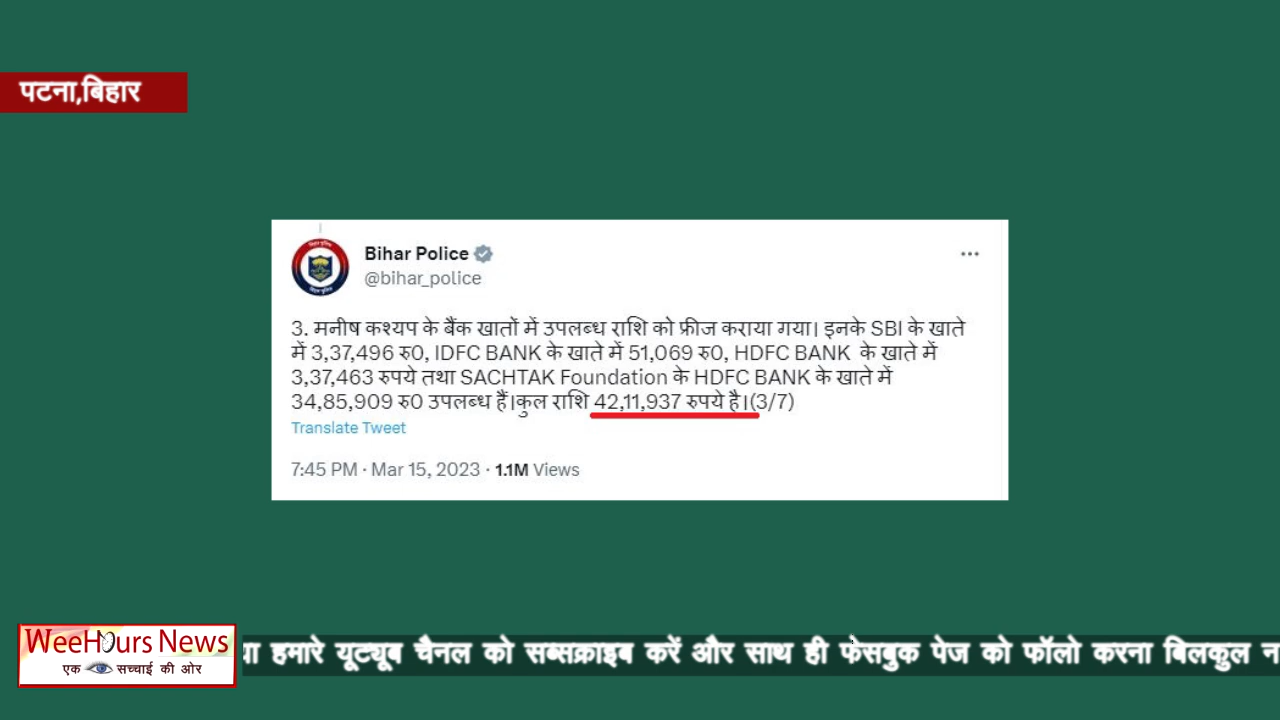 पटना,बिहार
Bihar Police
@bihar_police
3. मनीष कश्यप के बैंक खातों में उपलब्ध राशि को फ्रीज कराया गया। इनके SBI के खाते
में 3,37,496 रु0, IDFC BANK के खाते में 51,069 रु0, HDFC BANK के खाते में
3,37,463 रुपये तथा SACHTAK Foundation के HDFC BANK के खाते में
34,85,909 रु0 उपलब्ध हैं।कुल राशि 42,11,937 रुपये है।(3/7)
Translate Tweet
7:45 PM · Mar 15, 2023 · 1.1M Views
WeeHours News
एक सच्चाई की ओर
हमारे यूट्यूब चैनल को सब्सक्राइब करें और साथ ही फेसबुक पेज को फॉलो करना बिलकुल